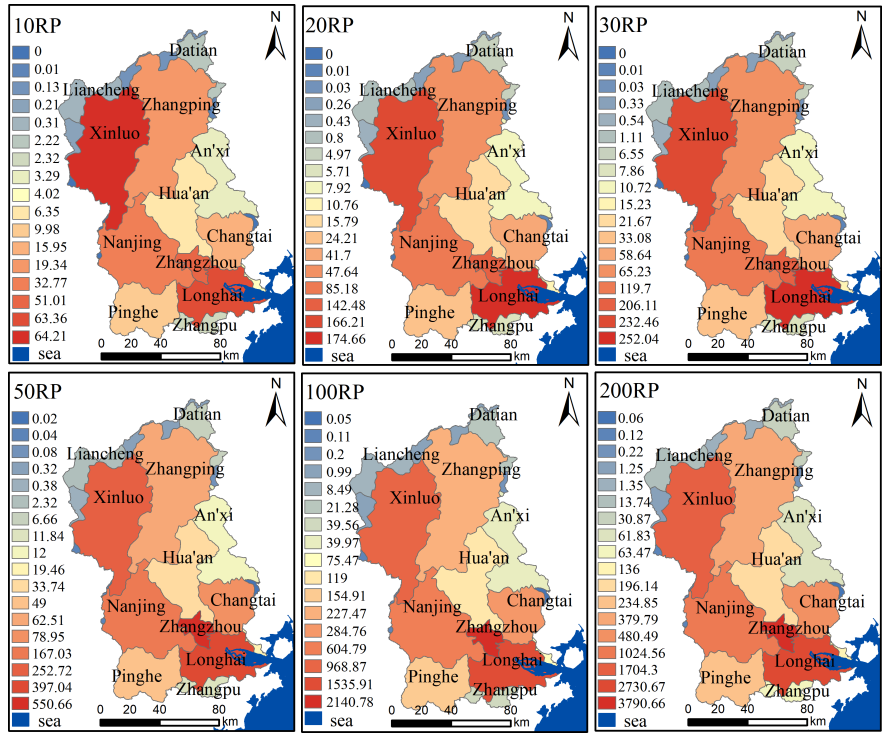 10RP
N
0
0.01
0.13
0.21
0.31
2.22
2.32
3.29
4.02
6.35
9.98
15.95
19.34
32.77
51.01
63.36
64.21
sea
Datian
Liancheng
Zhangping
Xinluo
An'xi
Hua'an
Nanjing
Changtai
Zhangzhou
Longhai
Pinghe
Zhangpu
0 40 80
km
20RP
N
0
0.01
0.03
0.26
0.43
0.8
4.97
5.71
7.92
10.76
15.79
24.21
41.7
47.64
85.18
142.48
166.21
174.66
sea
Datian
Liancheng
Zhangping
Xinluo
An'xi
Hua'an
Nanjing
Changtai
Zhangzhou
Longhai
Pinghe
Zhangpu
0 40 80
km
30RP
N
0
0.01
0.03
0.33
0.54
1.11
6.55
7.86
10.72
15.23
21.67
33.08
58.64
65.23
119.7
206.11
232.46
252.04
sea
Datian
Liancheng
Zhangping
Xinluo
An'xi
Hua'an
Nanjing
Changtai
Zhangzhou
Longhai
Pinghe
Zhangpu
0 40 80
km
50RP
N
0.02
0.04
0.08
0.32
0.38
2.32
6.66
11.84
12
19.46
33.74
49
62.51
78.95
167.03
252.72
397.04
550.66
sea
Datian
Liancheng
Zhangping
Xinluo
An'xi
Hua'an
Nanjing
Changtai
Zhangzhou
Longhai
Pinghe
Zhangpu
0 40 80
km
100RP
N
0.05
0.11
0.2
0.99
8.49
21.28
39.56
39.97
75.47
119
154.91
227.47
284.76
604.79
968.87
1535.91
2140.78
sea
Datian
Liancheng
Zhangping
Xinluo
An'xi
Hua'an
Nanjing
Changtai
Zhangzhou
Longhai
Pinghe
Zhangpu
0 40 80
km
200RP
N
0.06
0.12
0.22
1.25
1.35
13.74
30.87
61.83
63.47
136
196.14
234.85
379.79
480.49
1024.56
1704.3
2730.67
3790.66
sea
Datian
Liancheng
Zhangping
Xinluo
An'xi
Hua'an
Nanjing
Changtai
Zhangzhou
Longhai
Pinghe
Zhangpu
0 40 80
km